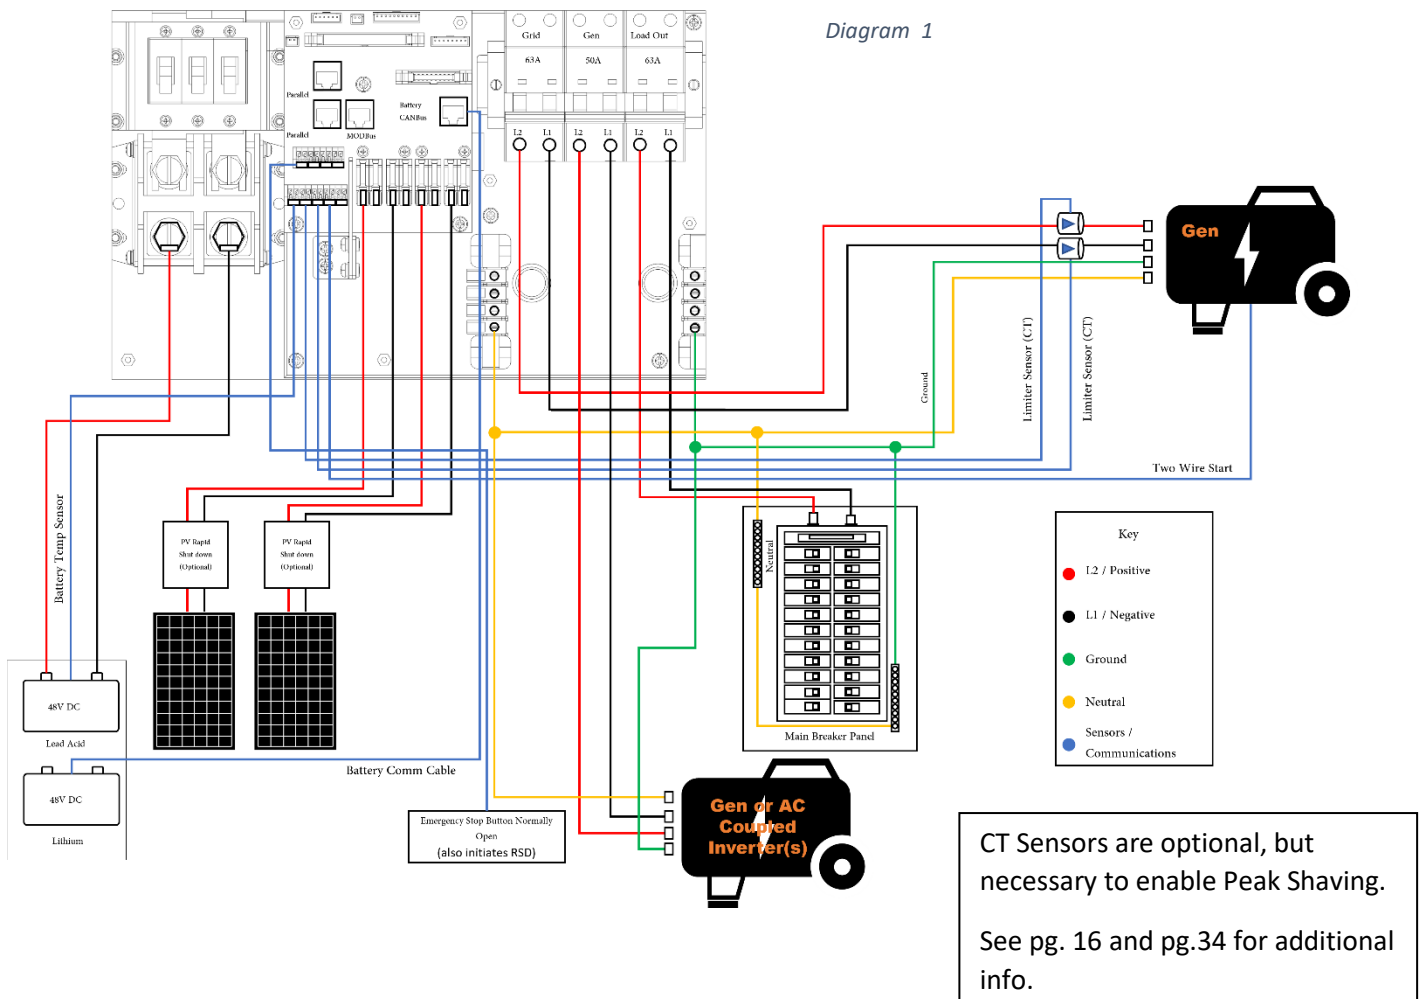 Diagram 1
Grid
Gen
Load Out
63A
50A
63A
Parallel
Battery
CANBus
Parallel
MODBus
L2
L1
L2
L1
L2
L1
Gen
Ground
Limiter Sensor (CT)
Limiter Sensor (CT)
Two Wire Start
Battery Temp Sensor
PV Rapid
Shut down
(Optional)
PV Rapid
Shut down
(Optional)
Neutral
Key
L2 / Positive
L1 / Negative
Ground
Neutral
Sensors /
Communications
48V DC
Lead Acid
Main Breaker Panel
Battery Comm Cable
48V DC
Lithium
Emergency Stop Button Normally
Open
(also initiates RSD)
Gen or AC
Coupled
Inverter(s)
CT Sensors are optional, but
necessary to enable Peak Shaving.
See pg. 16 and pg.34 for additional
info.